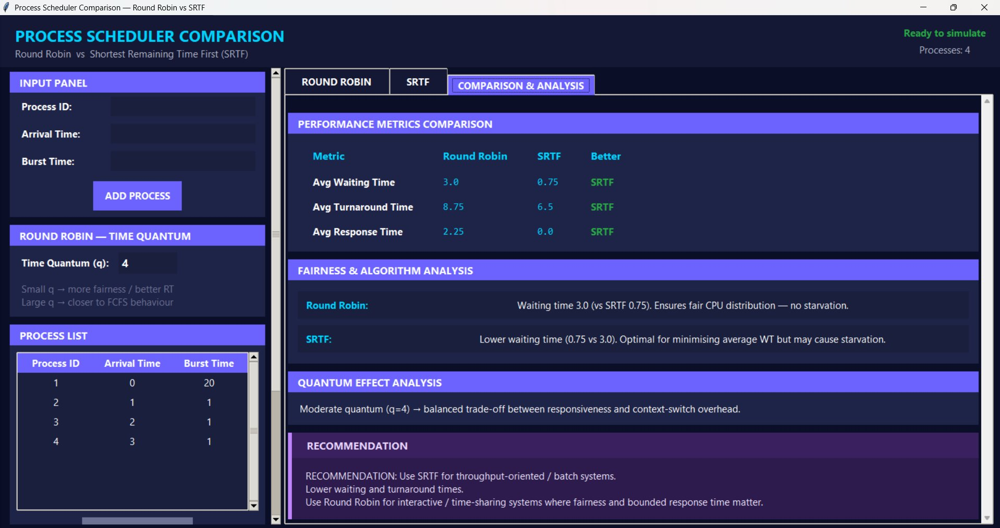 Process Scheduler Comparison — Round Robin vs SRTF
PROCESS SCHEDULER COMPARISON
Round Robin vs Shortest Remaining Time First (SRTF)
Ready to simulate
Processes: 4
INPUT PANEL
Process ID:
Arrival Time:
Burst Time:
ADD PROCESS
ROUND ROBIN — TIME QUANTUM
Time Quantum (q): 4
Small q → more fairness / better RT
Large q → closer to FCFS behaviour
PROCESS LIST
Process ID Arrival Time Burst Time
1 0 20
2 1 1
3 2 1
4 3 1
ROUND ROBIN SRTF COMPARISON & ANALYSIS
PERFORMANCE METRICS COMPARISON
Metric Round Robin SRTF Better
Avg Waiting Time 3.0 0.75 SRTF
Avg Turnaround Time 8.75 6.5 SRTF
Avg Response Time 2.25 0.0 SRTF
FAIRNESS & ALGORITHM ANALYSIS
Round Robin: Waiting time 3.0 (vs SRTF 0.75). Ensures fair CPU distribution — no starvation.
SRTF: Lower waiting time (0.75 vs 3.0). Optimal for minimising average WT but may cause starvation.
QUANTUM EFFECT ANALYSIS
Moderate quantum (q=4) → balanced trade-off between responsiveness and context-switch overhead.
RECOMMENDATION
RECOMMENDATION: Use SRTF for throughput-oriented / batch systems.
Lower waiting and turnaround times.
Use Round Robin for interactive / time-sharing systems where fairness and bounded response time matter.